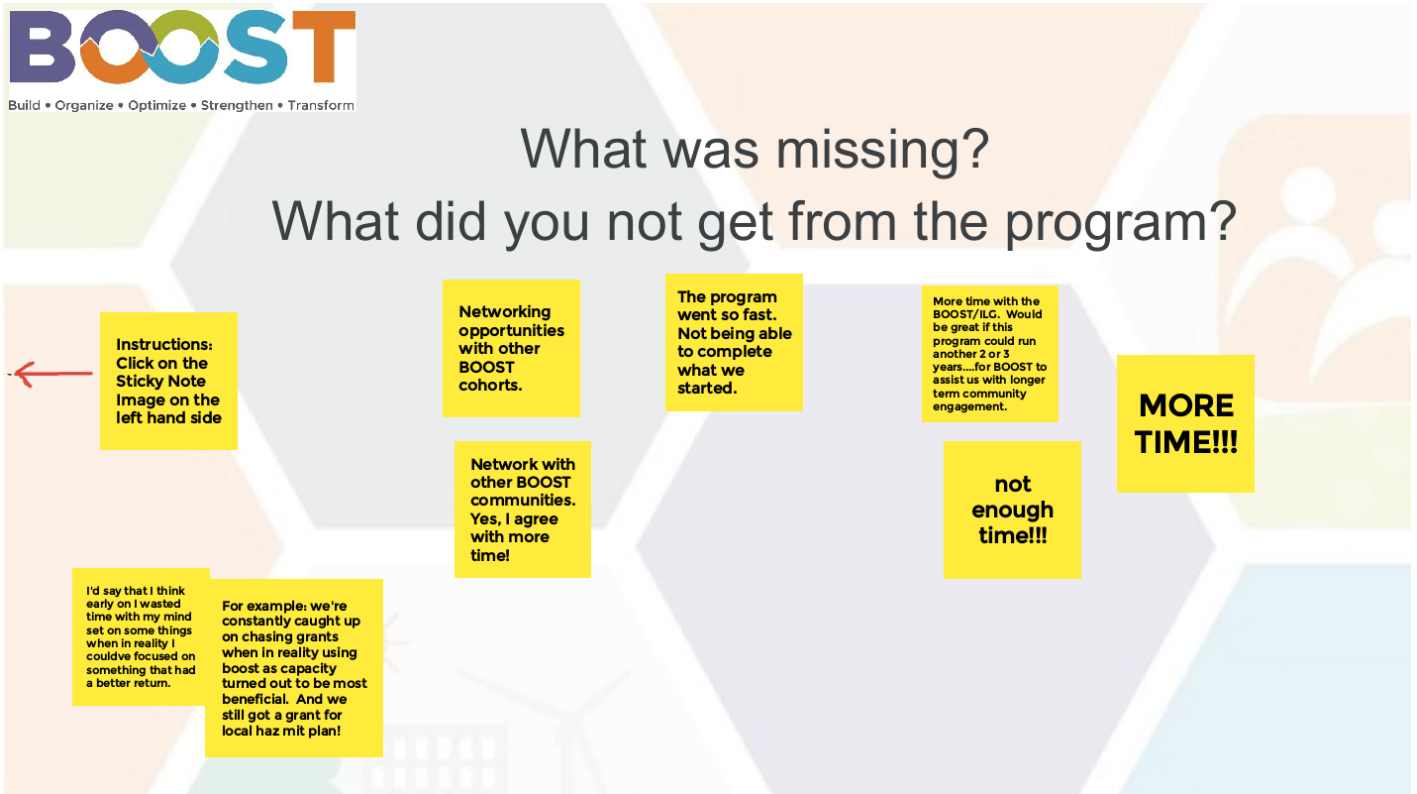 BOOST
Build • Organize • Optimize • Strengthen • Transform
What was missing?
What did you not get from the program?
Instructions:
Click on the
Sticky Note
Image on the
left hand side
Networking
opportunities
with other
BOOST
cohorts.
The program
went so fast.
Not being able
to complete
what we
started.
More time with the
BOOST/ILG. Would
be great if this
program could run
another 2 or 3
years....for BOOST to
assist us with longer
term community
engagement.
MORE
TIME!!!
Network with
other BOOST
communities.
Yes, I agree
with more
time!
not
enough
time!!!
I'd say that I think
early on I wasted
time with my mind
set on some things
when in reality I
couldve focused on
something that had
a better return.
For example: we're
constantly caught up
on chasing grants
when in reality using
boost as capacity
turned out to be most
beneficial. And we
still got a grant for
local haz mit plan!